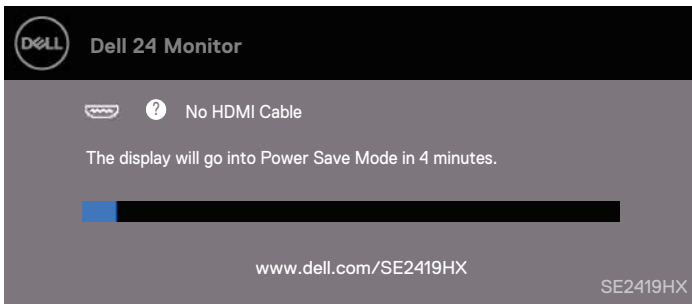 DELL
Dell 24 Monitor
? No HDMI Cable
The display will go into Power Save Mode in 4 minutes.
www.dell.com/SE2419HX
SE2419HX